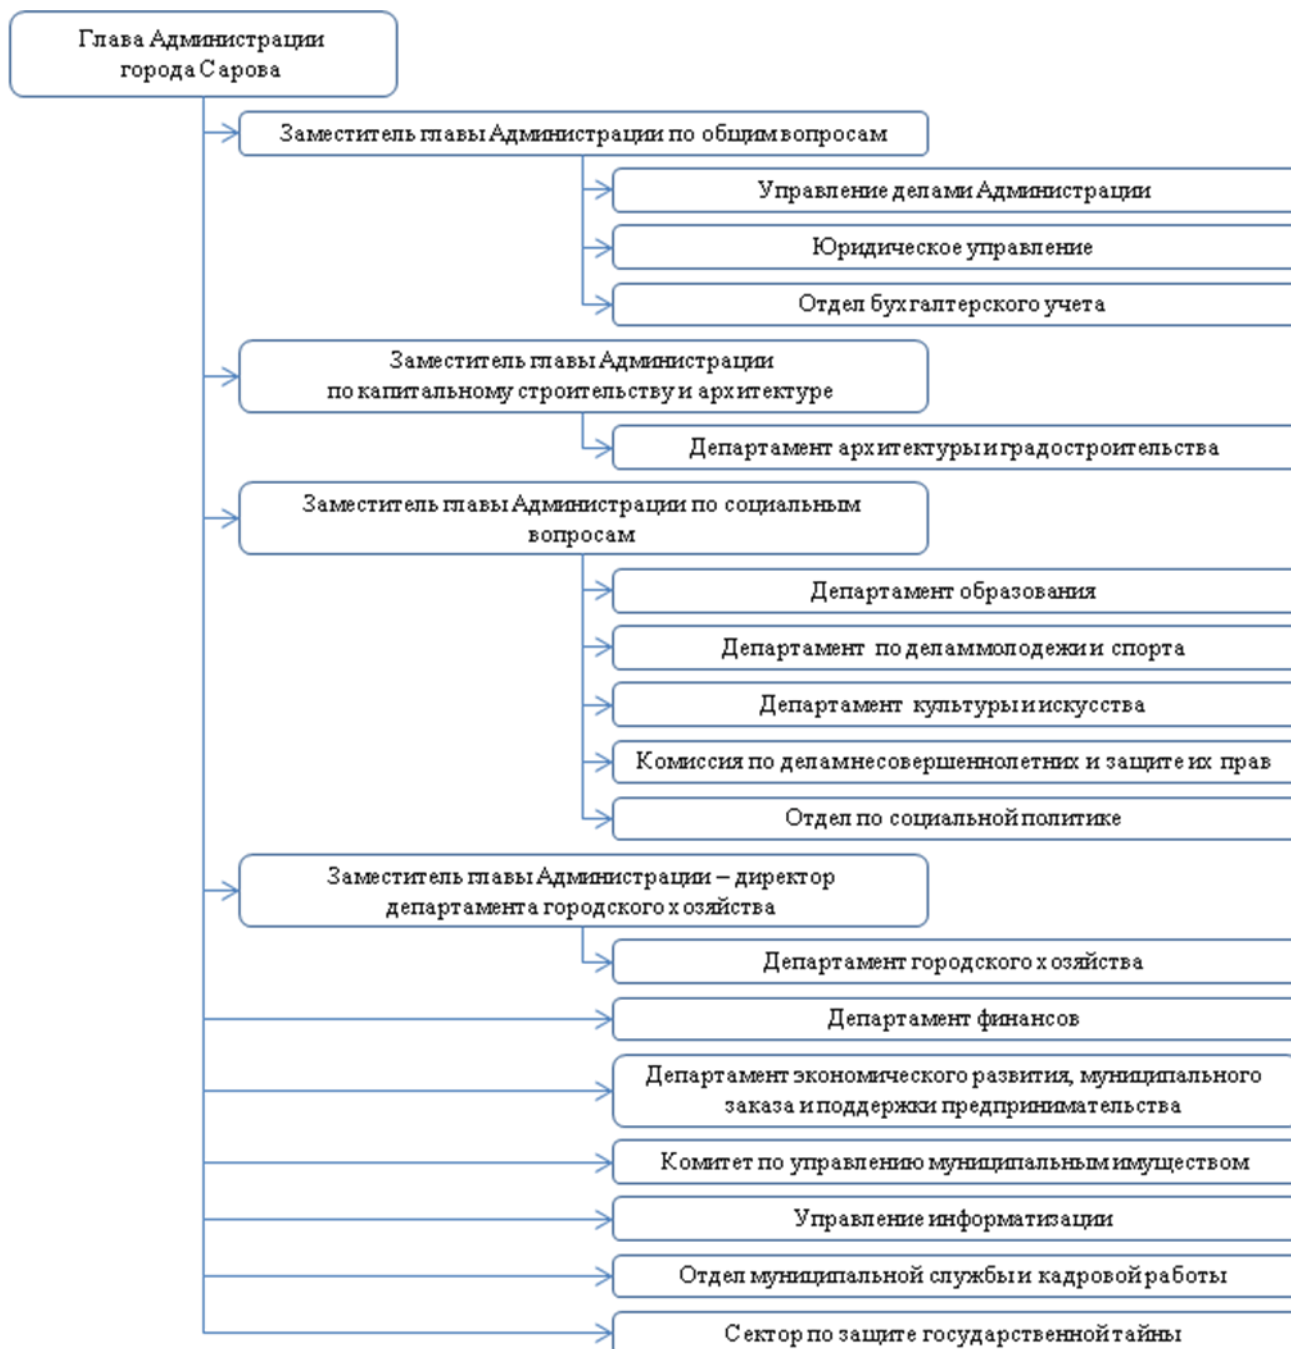 Глава Администрации
города Сарова
Заместитель главы Администрации по общим вопросам
Управление делами Администрации
Юридическое управление
Отдел бухгалтерского учета
Заместитель главы Администрации
по капитальному строительству и архитектуре
Департамент архитектуры и градостроительства
Заместитель главы Администрации по социальным
вопросам
Департамент образования
Департамент по делам молодежи и спорта
Департамент культуры и искусства
Комиссия по делам несовершеннолетних и защите их прав
Отдел по социальной политике
Заместитель главы Администрации – директор
департамента городского хозяйства
Департамент городского хозяйства
Департамент финансов
Департамент экономического развития, муниципального
заказа и поддержки предпринимательства
Комитет по управлению муниципальным имуществом
Управление информатизации
Отдел муниципальной службы и кадровой работы
Сектор по защите государственной тайны